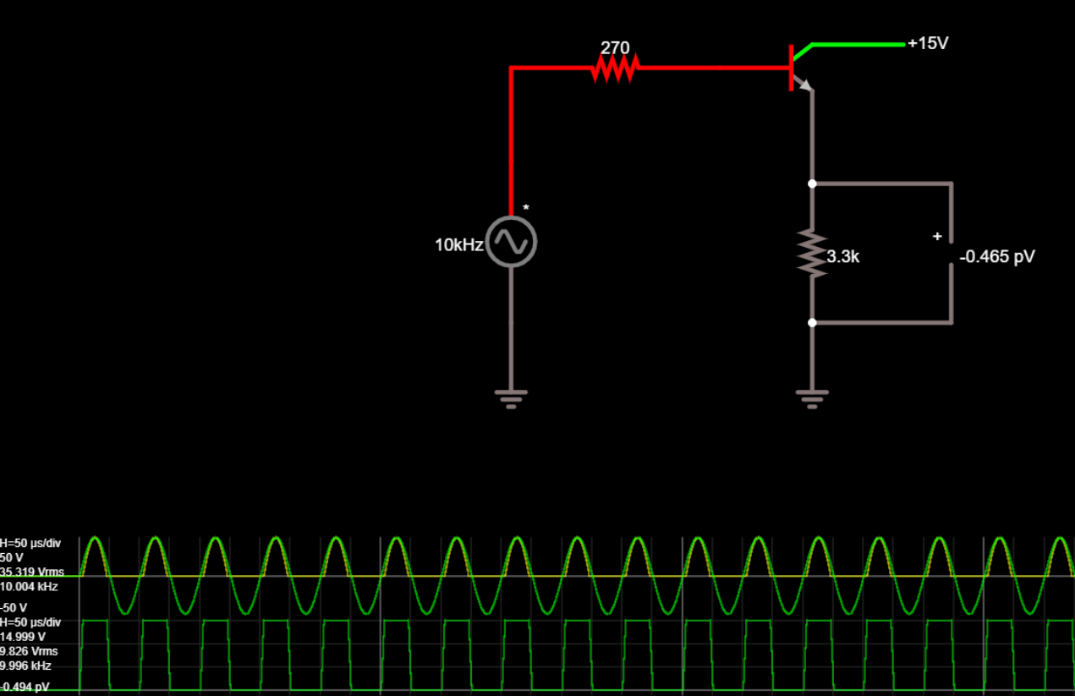 270
+15V
*
10kHz
+
3.3k
-0.465 pV
H=50 µs/div
50 V
35.319 Vrms
10.004 kHz
-50 V
H=50 µs/div
14.999 V
9.826 Vrms
9.996 kHz
-0.494 pV